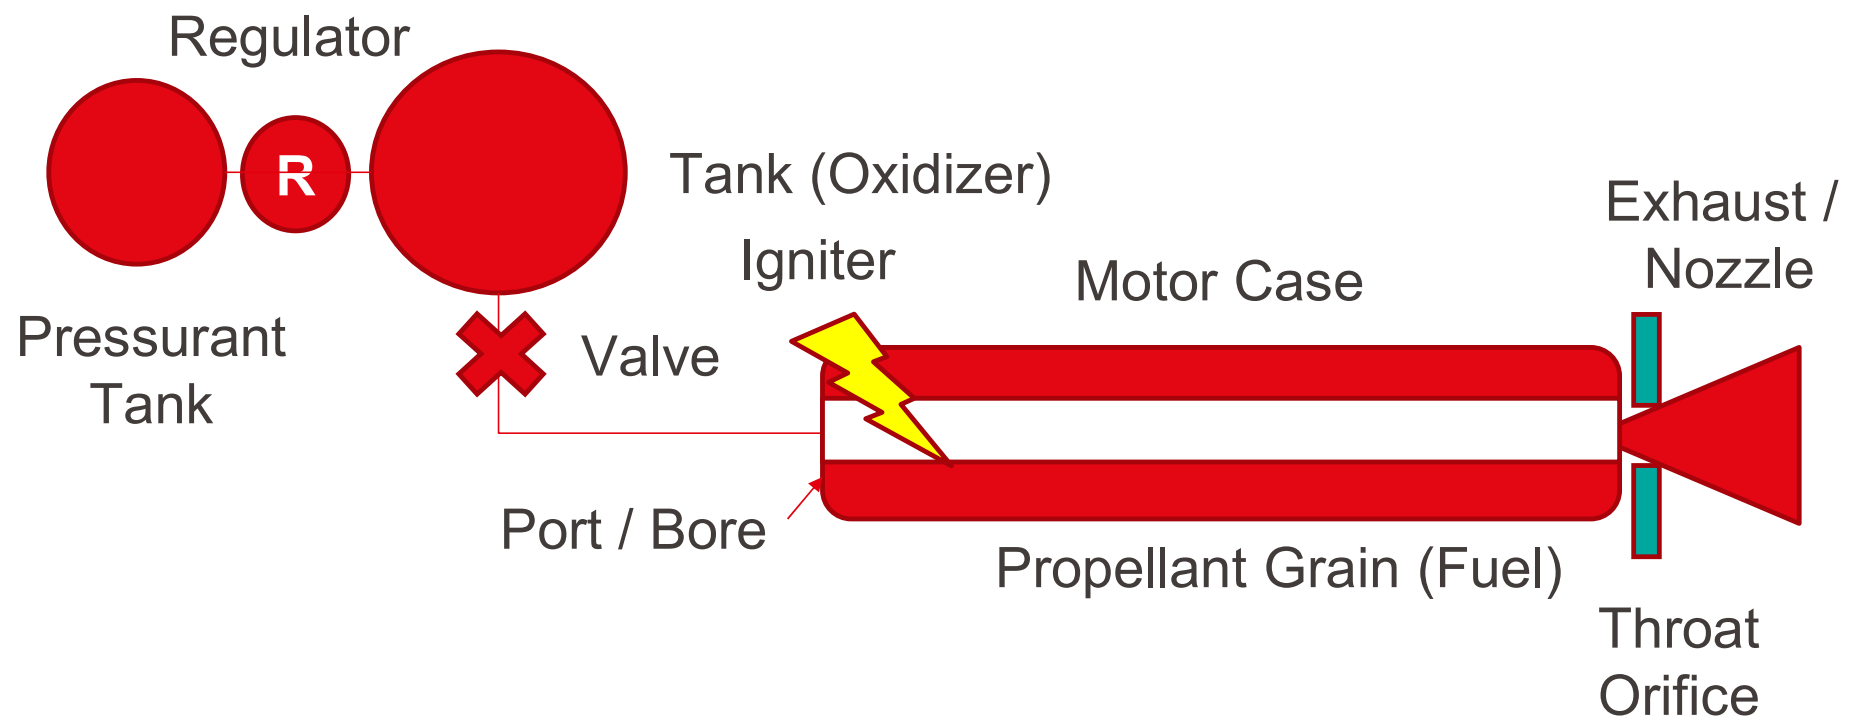 Regulator
R
Tank (Oxidizer)
Exhaust /
Nozzle
Igniter
Motor Case
Pressurant
Tank
Valve
Port / Bore
Propellant Grain (Fuel)
Throat
Orifice